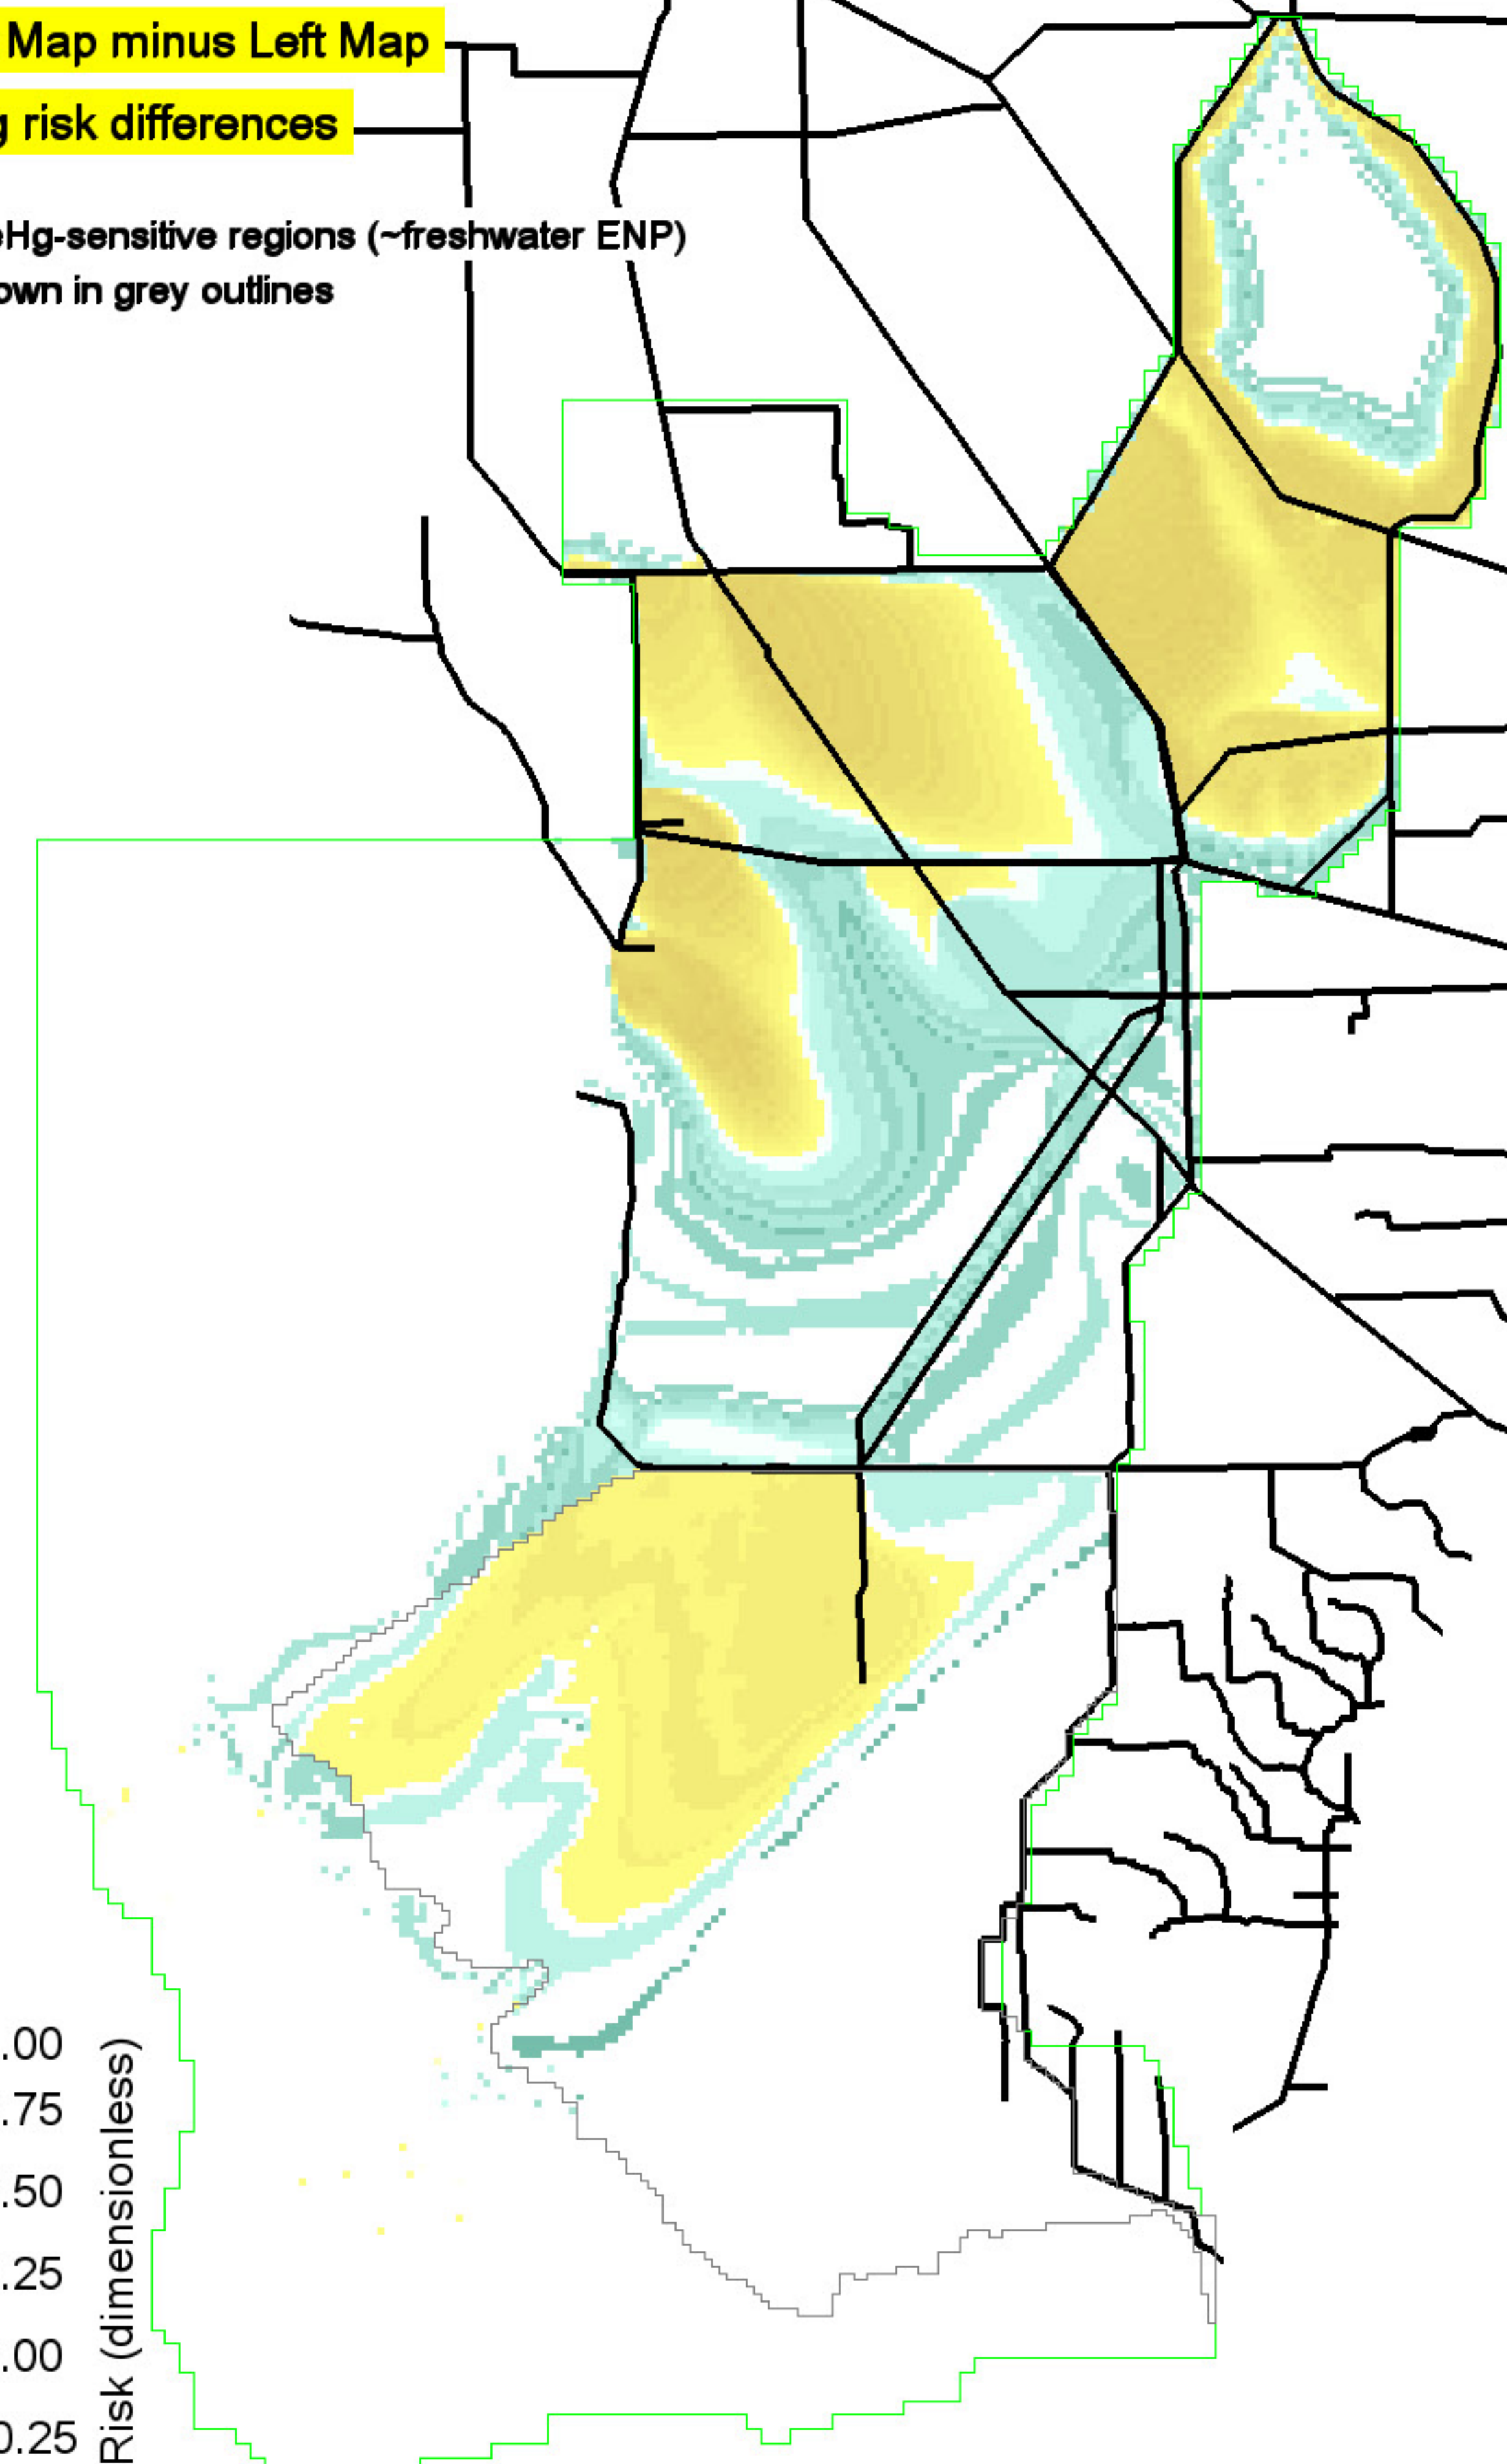 Map minus Left Map
g risk differences
eHg-sensitive regions (~freshwater ENP)
own in grey outlines
.00
.75
.50
.25
.00
0.25
Risk (dimensionless)